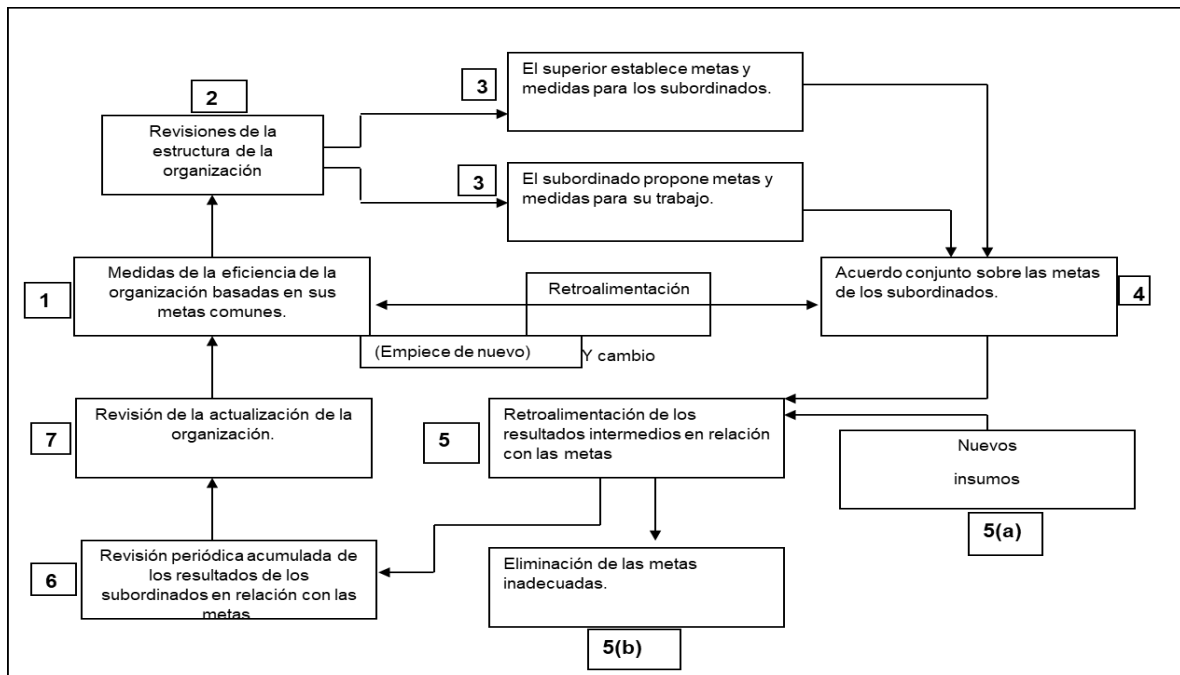 2
Revisiones de la
estructura de la
organización
3
El superior establece metas y
medidas para los subordinados.
3
El subordinado propone metas y
medidas para su trabajo.
1
Medidas de la eficiencia de la
organización basadas en sus
metas comunes.
Retroalimentación
(Empiece de nuevo)
Y cambio
Acuerdo conjunto sobre las metas
de los subordinados.
4
7
Revisión de la actualización de la
organización.
5
Retroalimentación de los
resultados intermedios en relación
con las metas
Nuevos
insumos
5(a)
6
Revisión periódica acumulada de
los resultados de los
subordinados en relación con las
metas
Eliminación de las metas
inadecuadas.
5(b)